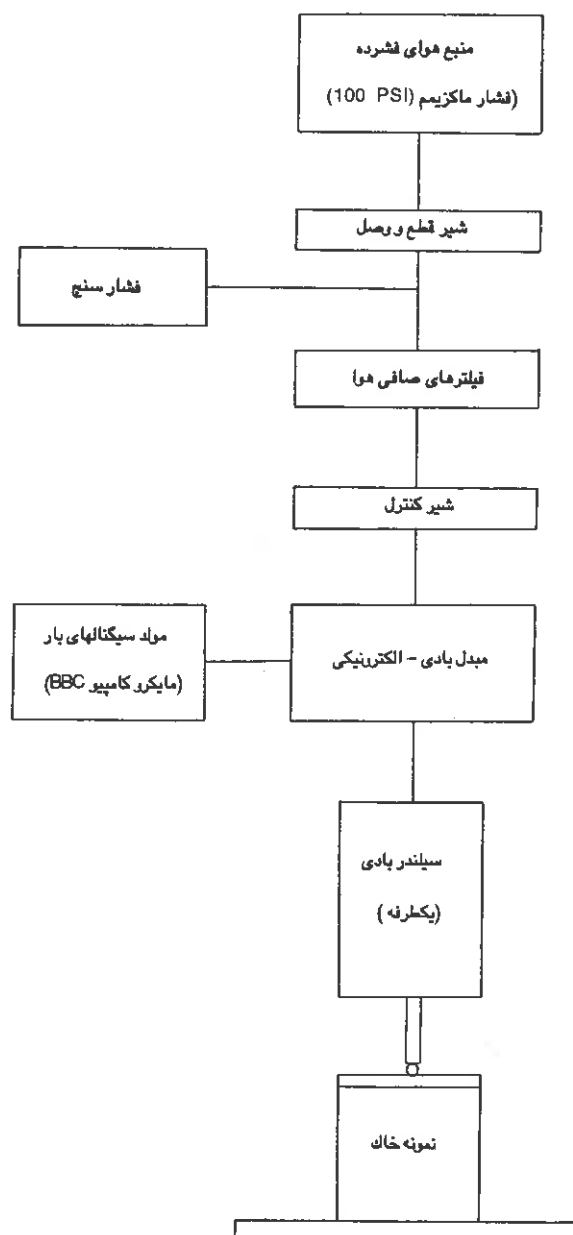 منبع هوای فشرده
(فشار ماکزیمم (100 PSI)
شیر قطع و وصل
فشار سنج
فیلترهای صافی هوا
شیر کنترل
مولد سیگنالهای بار
(مایکرو کامپیو BBC)
مبدل بادی - الکترونیکی
سیلندر بادی
(یکطرفه )
نمونه خاك